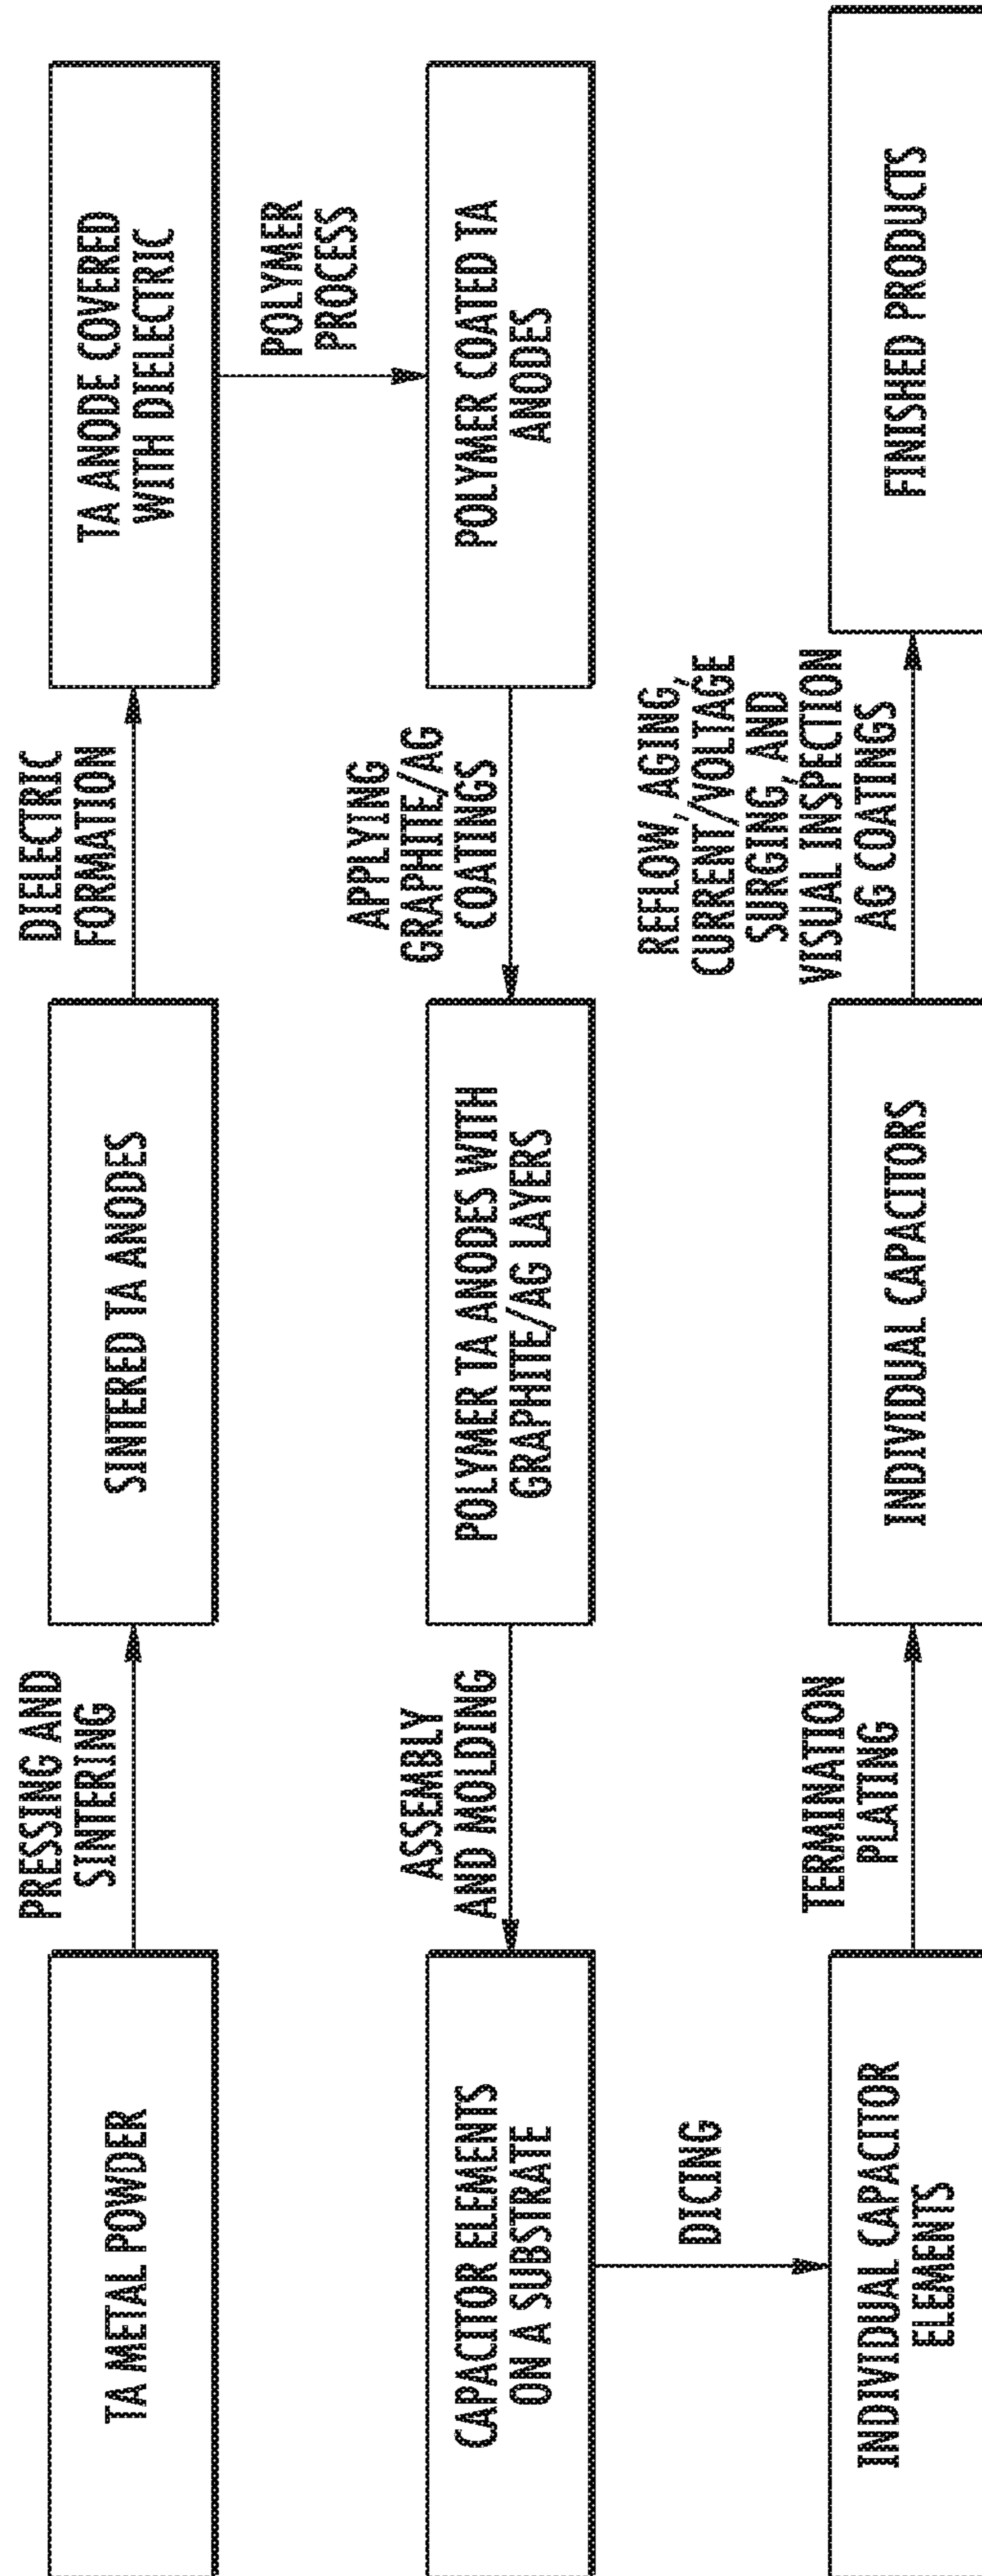 TA METAL POWDER
PRESSING AND
SINTERING
SINTERED TA ANODES
DIELECTRIC
FORMATION
TA ANODE COVERED
WITH DIELECTRIC
POLYMER
PROCESS
POLYMER COATED TA
ANODES
APPLYING
GRAPHITE/AG
COATINGS
POLYMER TA ANODES WITH
GRAPHITE/AG LAYERS
ASSEMBLY
AND MOLDING
CAPACITOR ELEMENTS
ON A SUBSTRATE
DICING
INDIVIDUAL CAPACITOR
ELEMENTS
TERMINATION
PLATING
INDIVIDUAL CAPACITORS
REFLOW, AGING,
CURRENT/VOLTAGE
SURGING, AND
VISUAL INSPECTION
AG COATINGS
FINISHED PRODUCTS